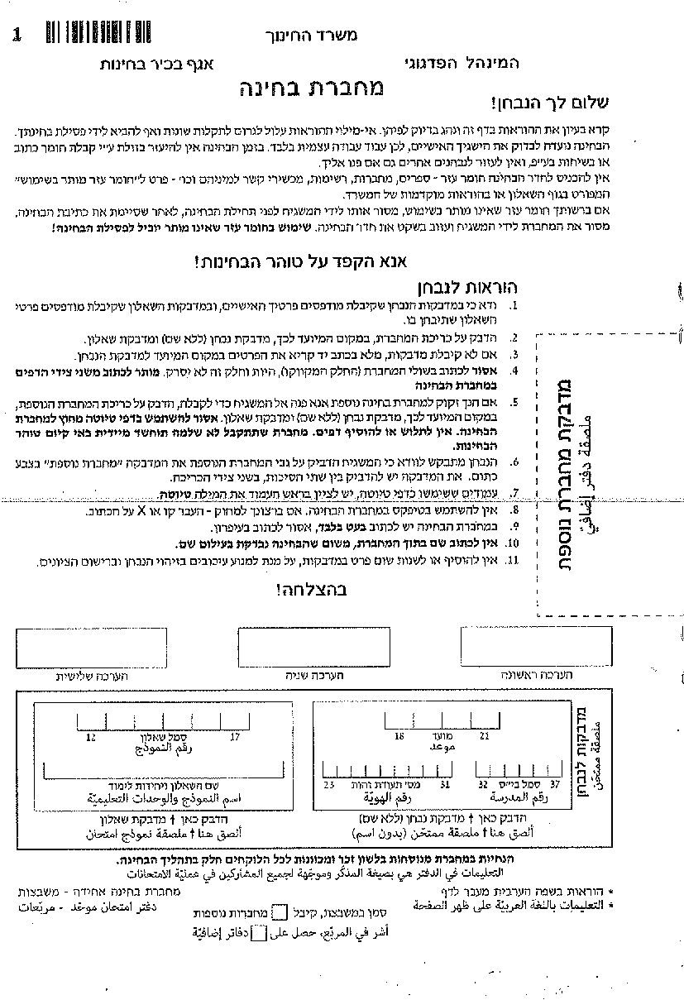 1
משרד החינוך
המינהל הפדגוגי
אגף בכיר בחינות
מחברת בחינה
שלום לך הנבחן!
קרא בעיון את ההוראות בדף זה ונהג בדיוק לפיהן. אי-מילוי ההוראות עלול לגרום לתקלות שונות ואף להביא לידי פסילת בחינתך.
הבחינה נועדה לבדוק את הישגיך האישיים, לכן עבוד עבודה עצמית בלבד. בזמן הבחינה אין להיעזר בזולת ע״י קבלת חומר כתוב
או בשיחות בע״פ, ואין לעזור לנבחנים אחרים גם אם פנו אליך.
אין להכניס לחדר הבחינה חומר עזר - ספרים, מחברות, רשימות, מכשירי קשר למיניהם וכו׳ - פרט ל״חומר עזר מותר בשימוש״
המפורט בגוף השאלון או בהוראות מוקדמות של המשרד.
אם ברשותך חומר עזר שאינו מותר בשימוש, מסור אותו לידי המשגיח לפני תחילת הבחינה, לאחר שסיימת את כתיבת הבחינה,
מסור את המחברת לידי המשגיח ועזוב בשקט את חדר הבחינה. שימוש בחומר עזר שאינו מותר יוביל לפסילת הבחינה!
אנא הקפד על טוהר הבחינות!
הוראות לנבחן
1. ודא כי במדבקות הנבחן שקיבלת מודפסים פרטיך האישיים, ובמדבקות השאלון שקיבלת מודפסים פרטי
השאלון שתיבחן בו.
2. הדבק על כריכת המחברת, במקום המיועד לכך, מדבקת נבחן (ללא שם) ומדבקת שאלון.
3. אם לא קיבלת מדבקות, מלא בכתב יד קריא את הפרטים במקום המיועד למדבקת הנבחן.
4. אסור לכתוב בשולי המחברת (החלק המקווקו), היות וחלק זה לא יסרק. מותר לכתוב משני צידי הדפים
במחברת הבחינה
5. אם הנך זקוק למחברת בחינה נוספת אנא פנה אל המשגיח כדי לקבלה, הדבק על כריכת המחברת הנוספת,
במקום המיועד לכך, מדבקת נבחן (ללא שם) ומדבקת שאלון. אסור להשתמש בדפי טיוטה מחוץ למחברת
הבחינה. אין לתלוש או להוסיף דפים. מחברת שתתקבל לא שלמה תוחשד מיידית באי קיום טוהר
הבחינות.
6. הנבחן מתבקש לוודא כי המשגיח הדביק על גבי המחברת הנוספת את המדבקה ״מחברת נוספת״ בצבע
כתום. את המדבקה יש להדביק בין שתי הסיכות, בשני צידי הכריכה.
7. עמודים ששימשו כדפי טיוטה, יש לציין בראש העמוד את המילה טיוטה.
8. אין להשתמש בטיפקס במחברת הבחינה. אם ברצונך למחוק - העבר קו או X על הכתוב.
9. במחברת הבחינה יש לכתוב בעט בלבד, אסור לכתוב בעיפרון.
10. אין לכתוב שם בתוך המחברת, משום שהבחינה נבדקת בעילום שם.
11. אין להוסיף או לשנות שום פרט במדבקות, על מנת למנוע עיכובים בזיהוי הנבחן וברישום הציונים.
מדבקת מחברת נוספת
ملصقة دفتر إضافيّ
בהצלחה!
הערכה ראשונה
הערכה שניה
הערכה שלישית
מדבקות לנבחן
ملصقة ممتحَن
18 מועד 21
موعد
32 סמל בי״ס 37
رقم المدرسة
23 מס׳ תעודת זהות 31
رقم الهويّة
הדבק כאן ↑ מדבקת נבחן (ללא שם)
ألصق هنا ↑ ملصقة ممتحَن (بدون اسم)
12 סמל שאלון 17
رقم النموذج
שם השאלון ויחידות לימוד
اسم النموذج والوحدات التعليميّة
הדבק כאן ↑ מדבקת שאלון
ألصق هنا ↑ ملصقة نموذج امتحان
הנחיות במחברת מנוסחות בלשון זכר ומכוונות לכל הלוקחים חלק בתהליך הבחינה.
التعليمات في الدفتر هي بصيغة المذكّر وموجّهة لجميع المشاركين في عمليّة الامتحانات
* הוראות בשפה הערבית מעבר לדף
* التعليمات باللغة العربيّة على ظهر الصفحة
סמן במשבצת, קיבל מחברות נוספות
أشر في المربّع، حصل على دفاتر إضافيّة
מחברת בחינה אחידה - משבצות
دفتر امتحان موحّد - مربّعات